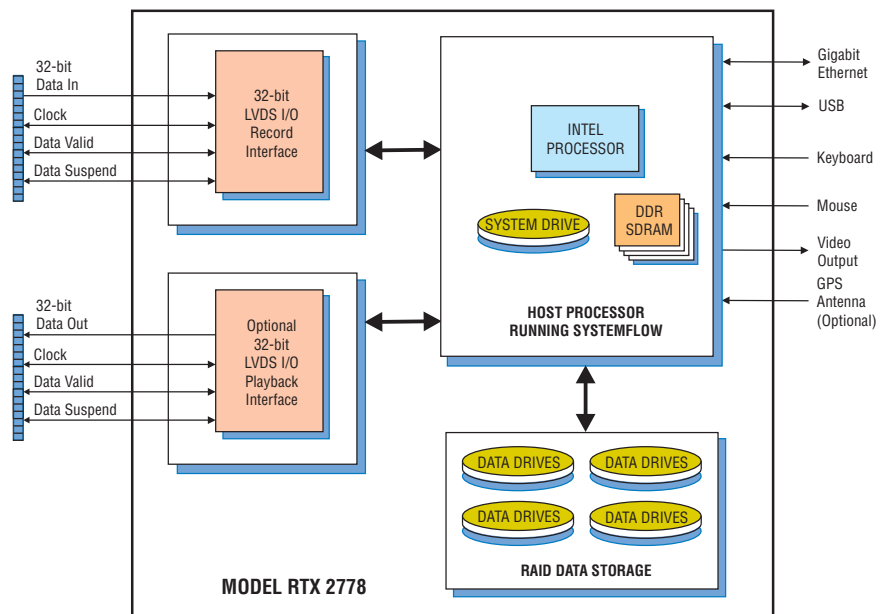 32-bit
Data In
Clock
Data Valid
Data Suspend
32-bit
LVDS I/O
Record
Interface
32-bit
Data Out
Clock
Data Valid
Data Suspend
Optional
32-bit
LVDS I/O
Playback
Interface
INTEL
PROCESSOR
SYSTEM DRIVE
DDR
SDRAM
HOST PROCESSOR
RUNNING SYSTEMFLOW
Gigabit
Ethernet
USB
Keyboard
Mouse
Video
Output
GPS
Antenna
(Optional)
DATA DRIVES
DATA DRIVES
DATA DRIVES
DATA DRIVES
RAID DATA STORAGE
MODEL RTX 2778